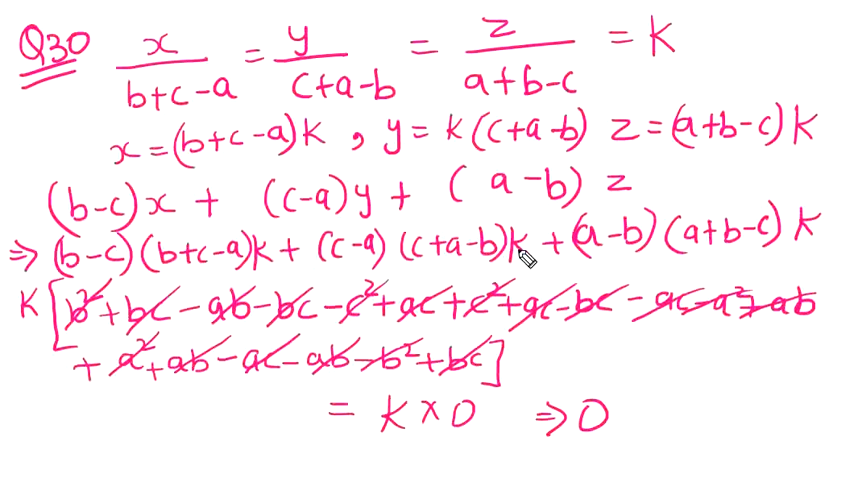 Q30 x/(b+c-a) = y/(c+a-b) = z/(a+b-c) = k
x=(b+c-a)k , y=k(c+a-b) z=(a+b-c)k
(b-c)x + (c-a)y + (a-b)z
⇒ (b-c)(b+c-a)k + (c-a)(c+a-b)k + (a-b)(a+b-c)k
k[b²+bc-ab-bc-c²+ac+c²+ac-bc-ac-a²+ab
+a²+ab-ac-ab-b²+bc]
= k×0 ⇒ 0